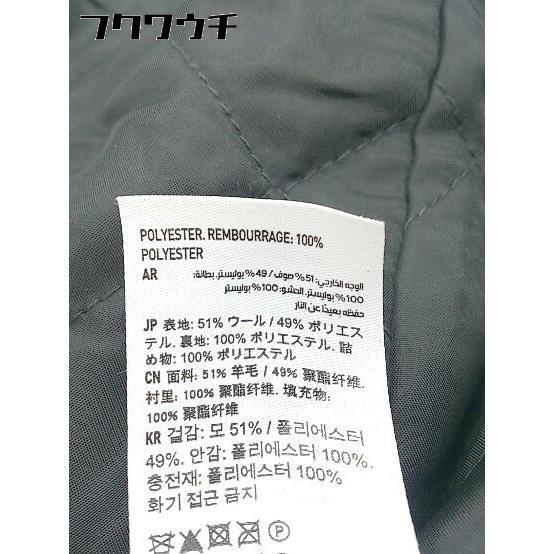 フクワウチ
POLYESTER. REMBOURRAGE: 100%
POLYESTER
AR
الوجه الخارجي: 51% صوف / 49% بوليستر. بطانة:
100% بوليستر. الحشو: 100% بوليستر
حفظه بعيدًا عن النار
JP 表地: 51% ウール / 49% ポリエス
テル. 裏地: 100% ポリエステル. 詰
め物: 100% ポリエステル
CN 面料: 51% 羊毛 / 49% 聚酯纤维.
衬里: 100% 聚酯纤维. 填充物:
100% 聚酯纤维
KR 겉감: 모 51% / 폴리에스터
49%. 안감: 폴리에스터 100%.
충전재: 폴리에스터 100%
화기 접근 금지
P